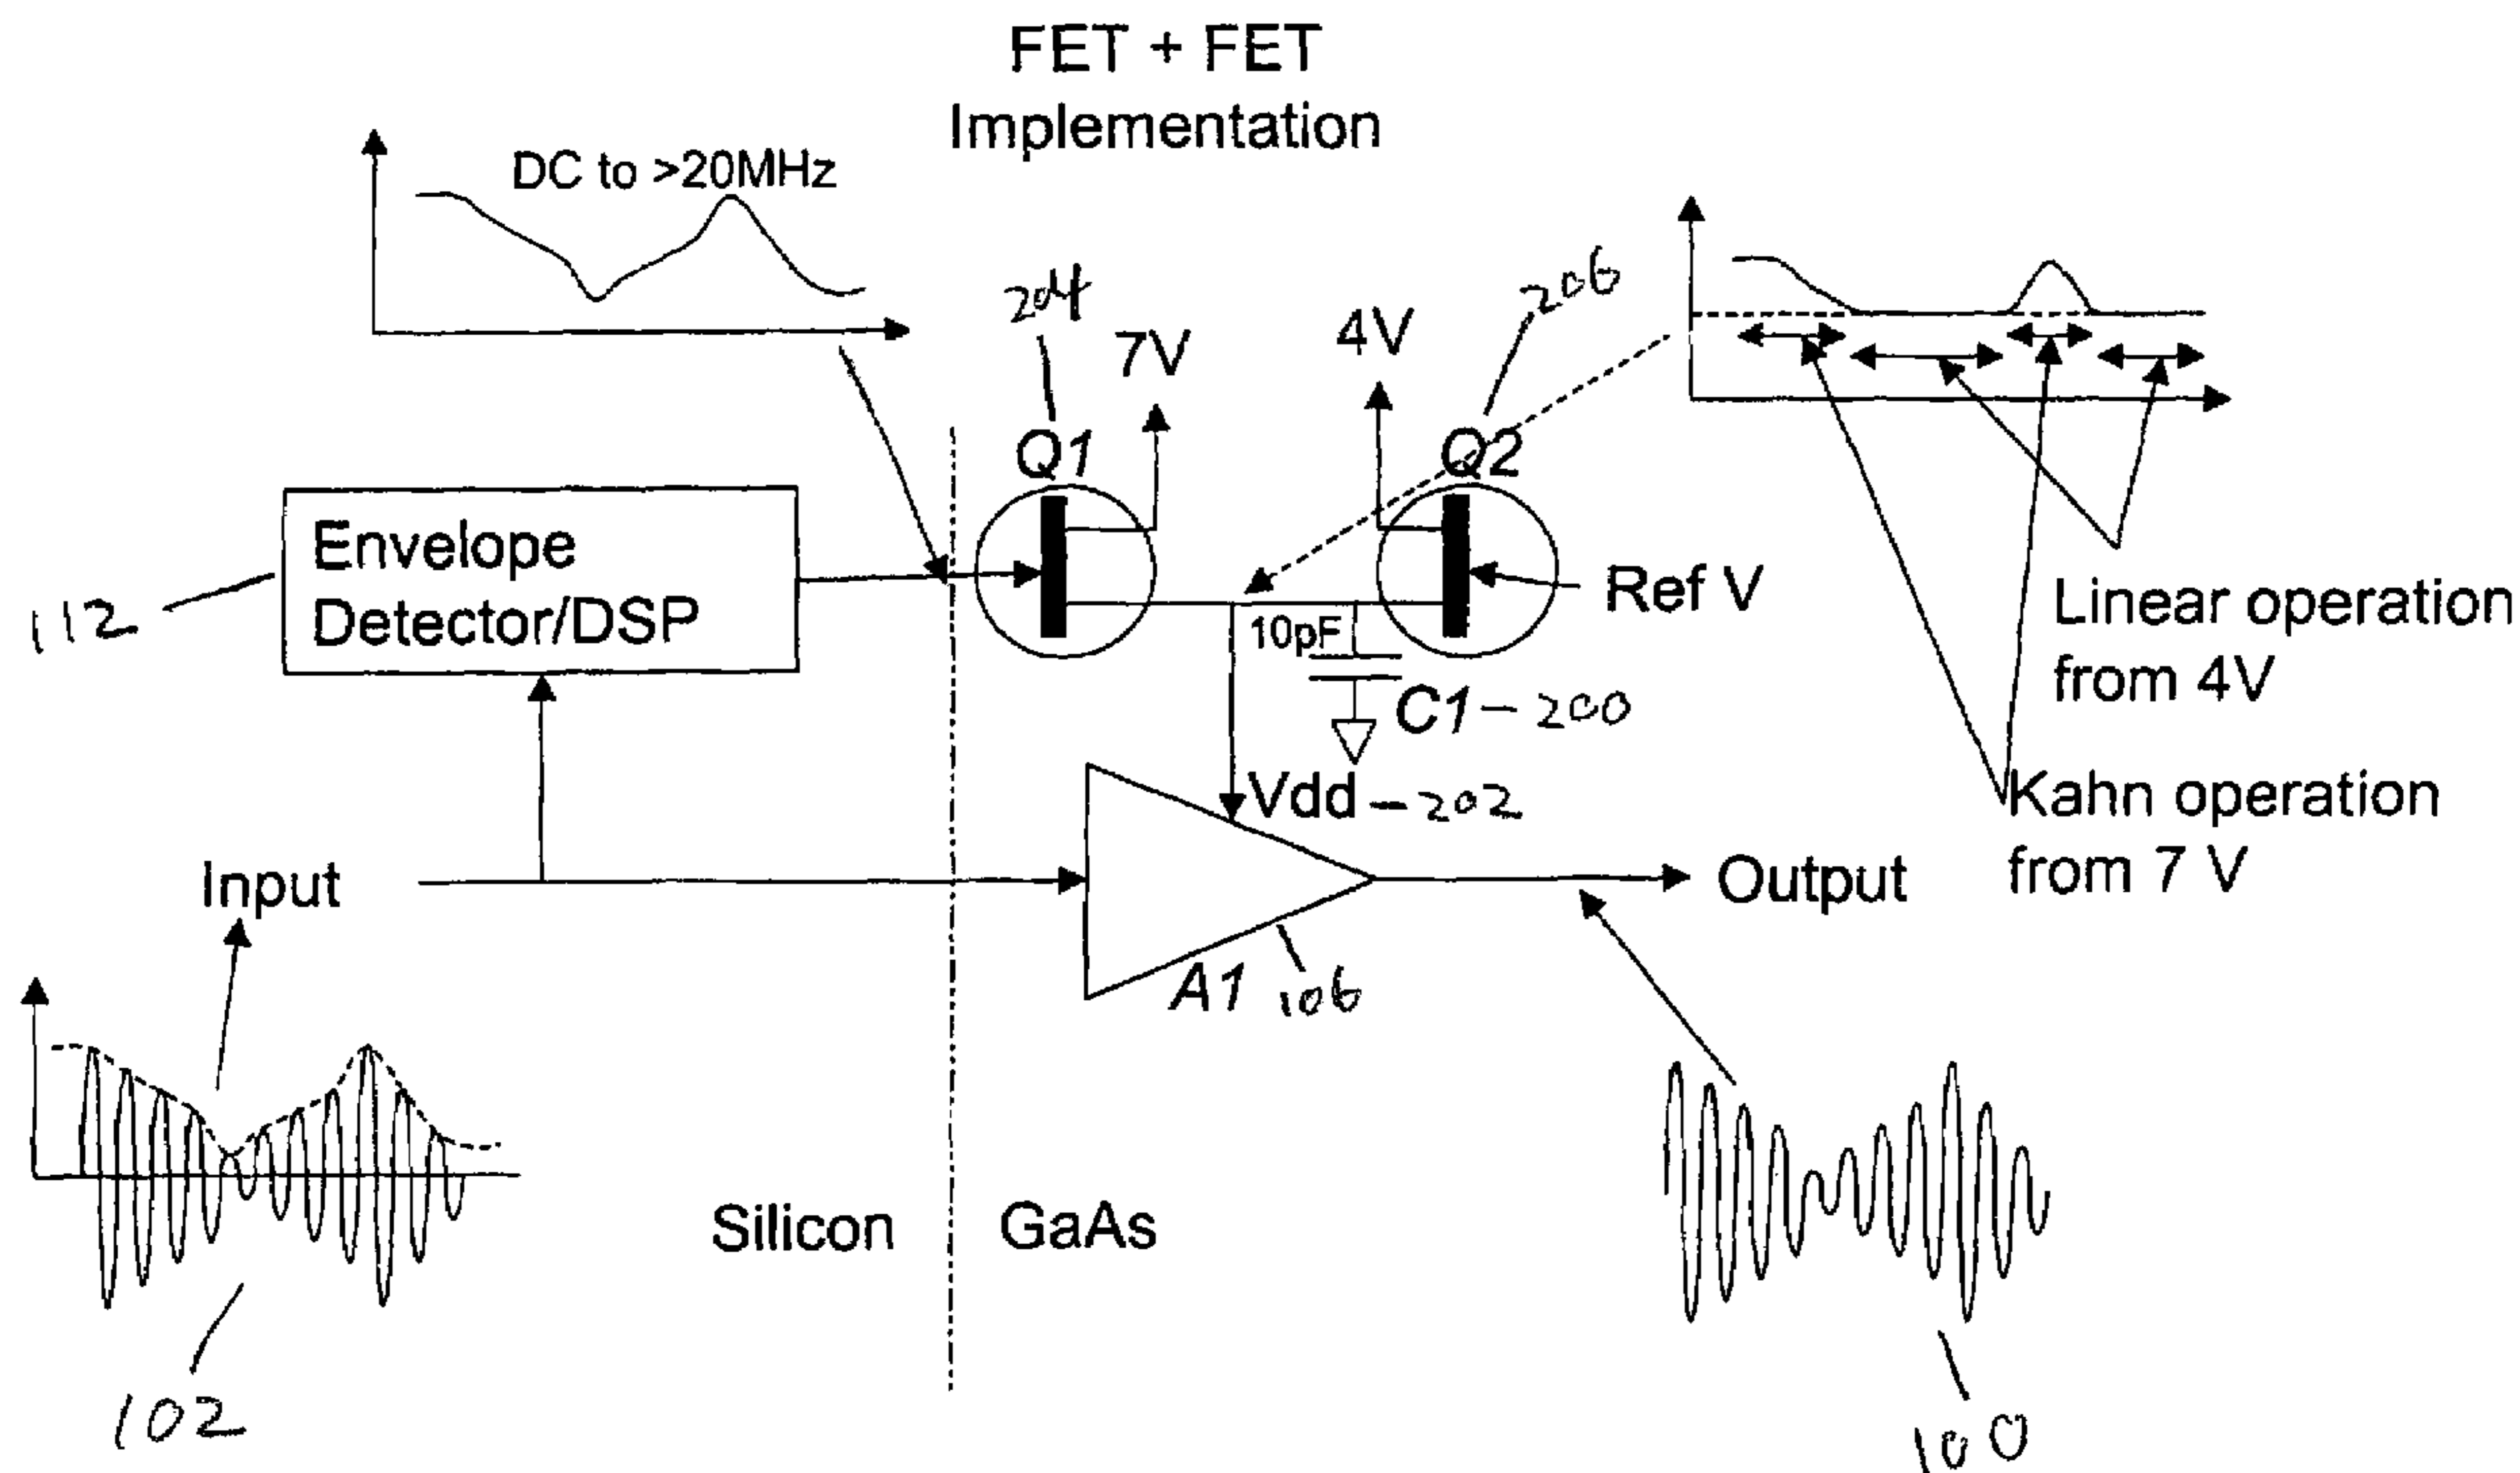 FET + FET
Implementation
DC to >20MHz
204
7V
4V
206
Q1
Q2
Envelope
Detector/DSP
112
Ref V
10pF
C1 - 200
Linear operation
from 4V
Vdd - 202
Kahn operation
from 7 V
Input
Output
A1 106
Silicon
GaAs
102
100